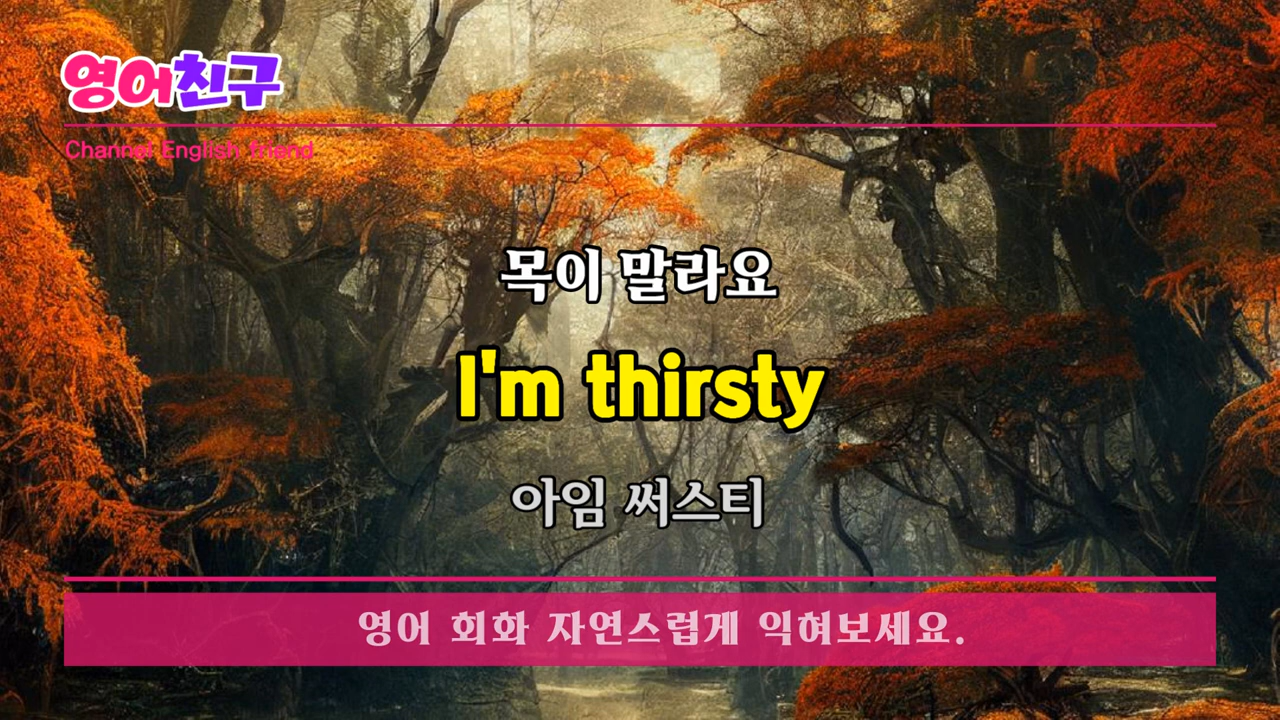 영어친구
Channel English friend
목이 말라요
I'm thirsty
아임 써스티
영어 회화 자연스럽게 익혀보세요.